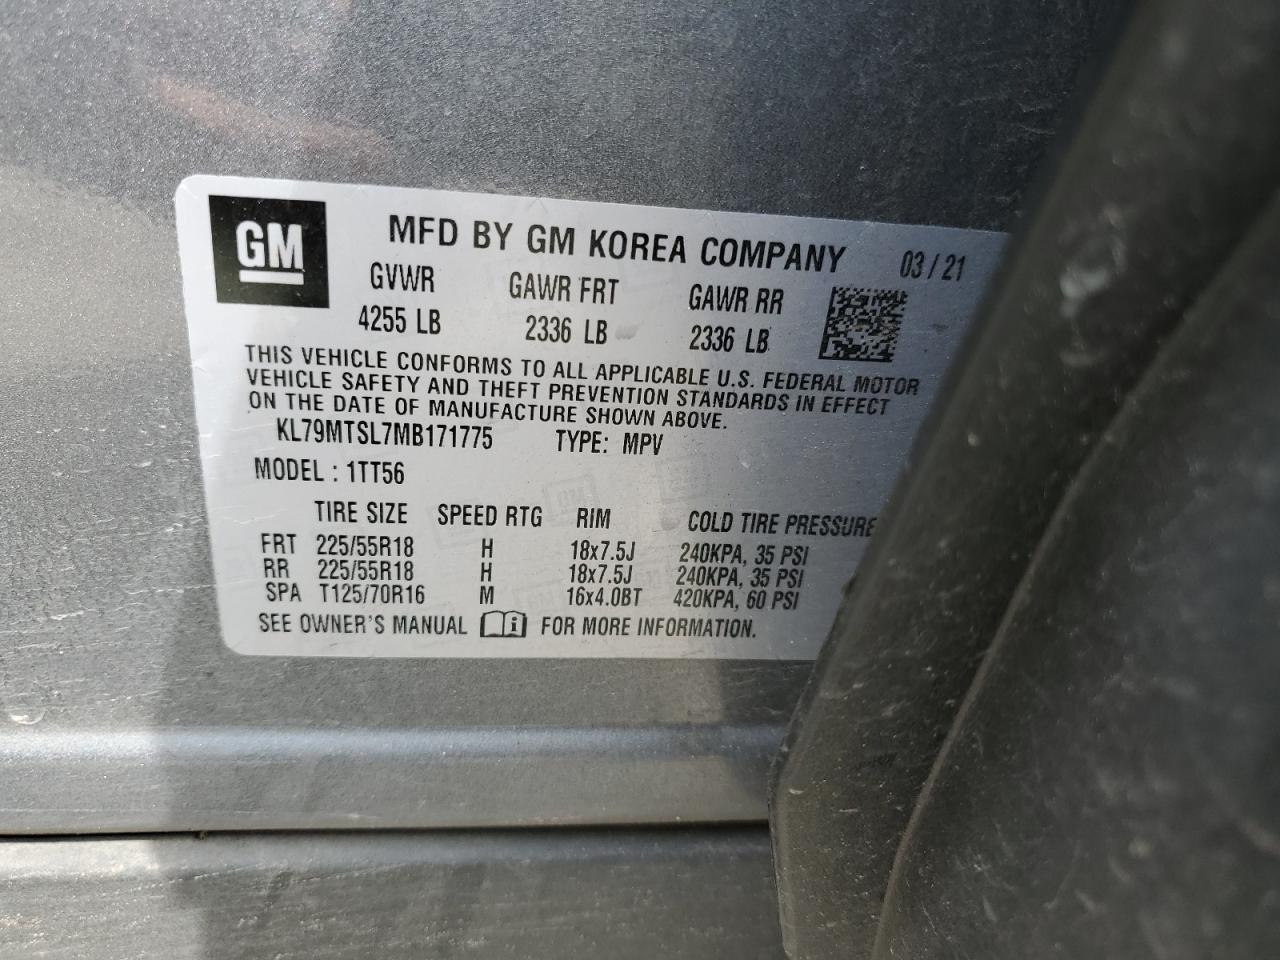 GM
MFD BY GM KOREA COMPANY 03/21
GVWR GAWR FRT GAWR RR
4255 LB 2336 LB 2336 LB
THIS VEHICLE CONFORMS TO ALL APPLICABLE U.S. FEDERAL MOTOR
VEHICLE SAFETY AND THEFT PREVENTION STANDARDS IN EFFECT
ON THE DATE OF MANUFACTURE SHOWN ABOVE.
KL79MTSL7MB171775 TYPE: MPV
MODEL : 1TT56
TIRE SIZE SPEED RTG RIM COLD TIRE PRESSURE
FRT 225/55R18 H 18x7.5J 240KPA, 35 PSI
RR 225/55R18 H 18x7.5J 240KPA, 35 PSI
SPA T125/70R16 M 16x4.0BT 420KPA, 60 PSI
SEE OWNER'S MANUAL i FOR MORE INFORMATION.